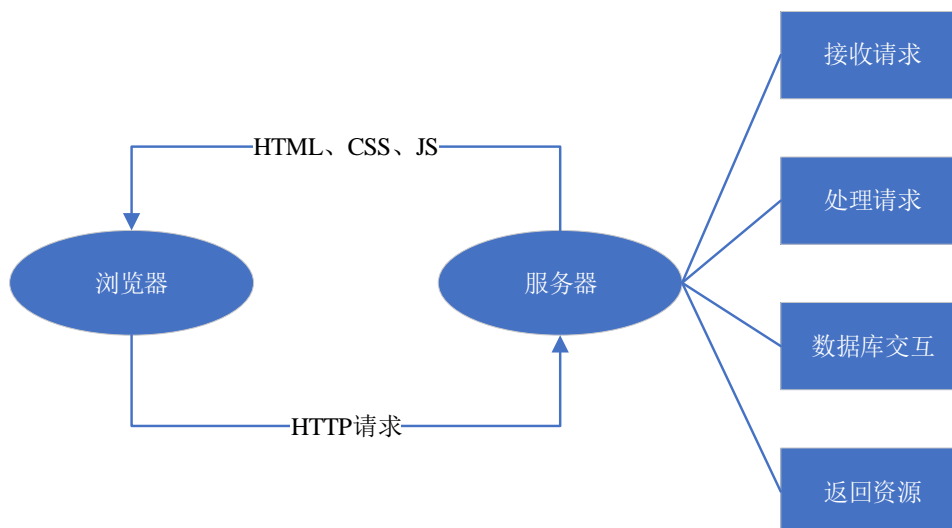 接收请求
HTML、CSS、JS
处理请求
浏览器
服务器
数据库交互
HTTP请求
返回资源